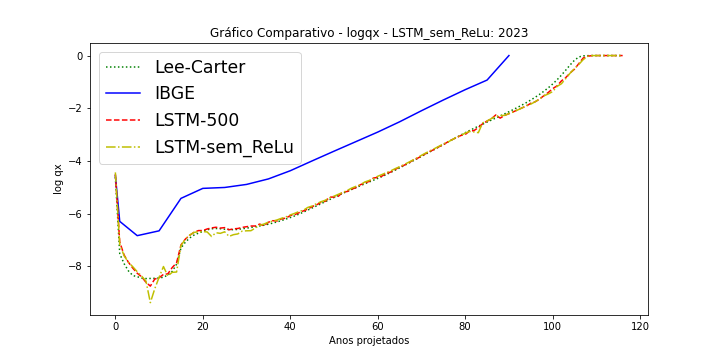 Gráfico Comparativo - logqx - LSTM_sem_ReLu: 2023
Lee-Carter
IBGE
LSTM-500
LSTM-sem_ReLu
log qx
0
−2
−4
−6
−8
0 20 40 60 80 100 120
Anos projetados